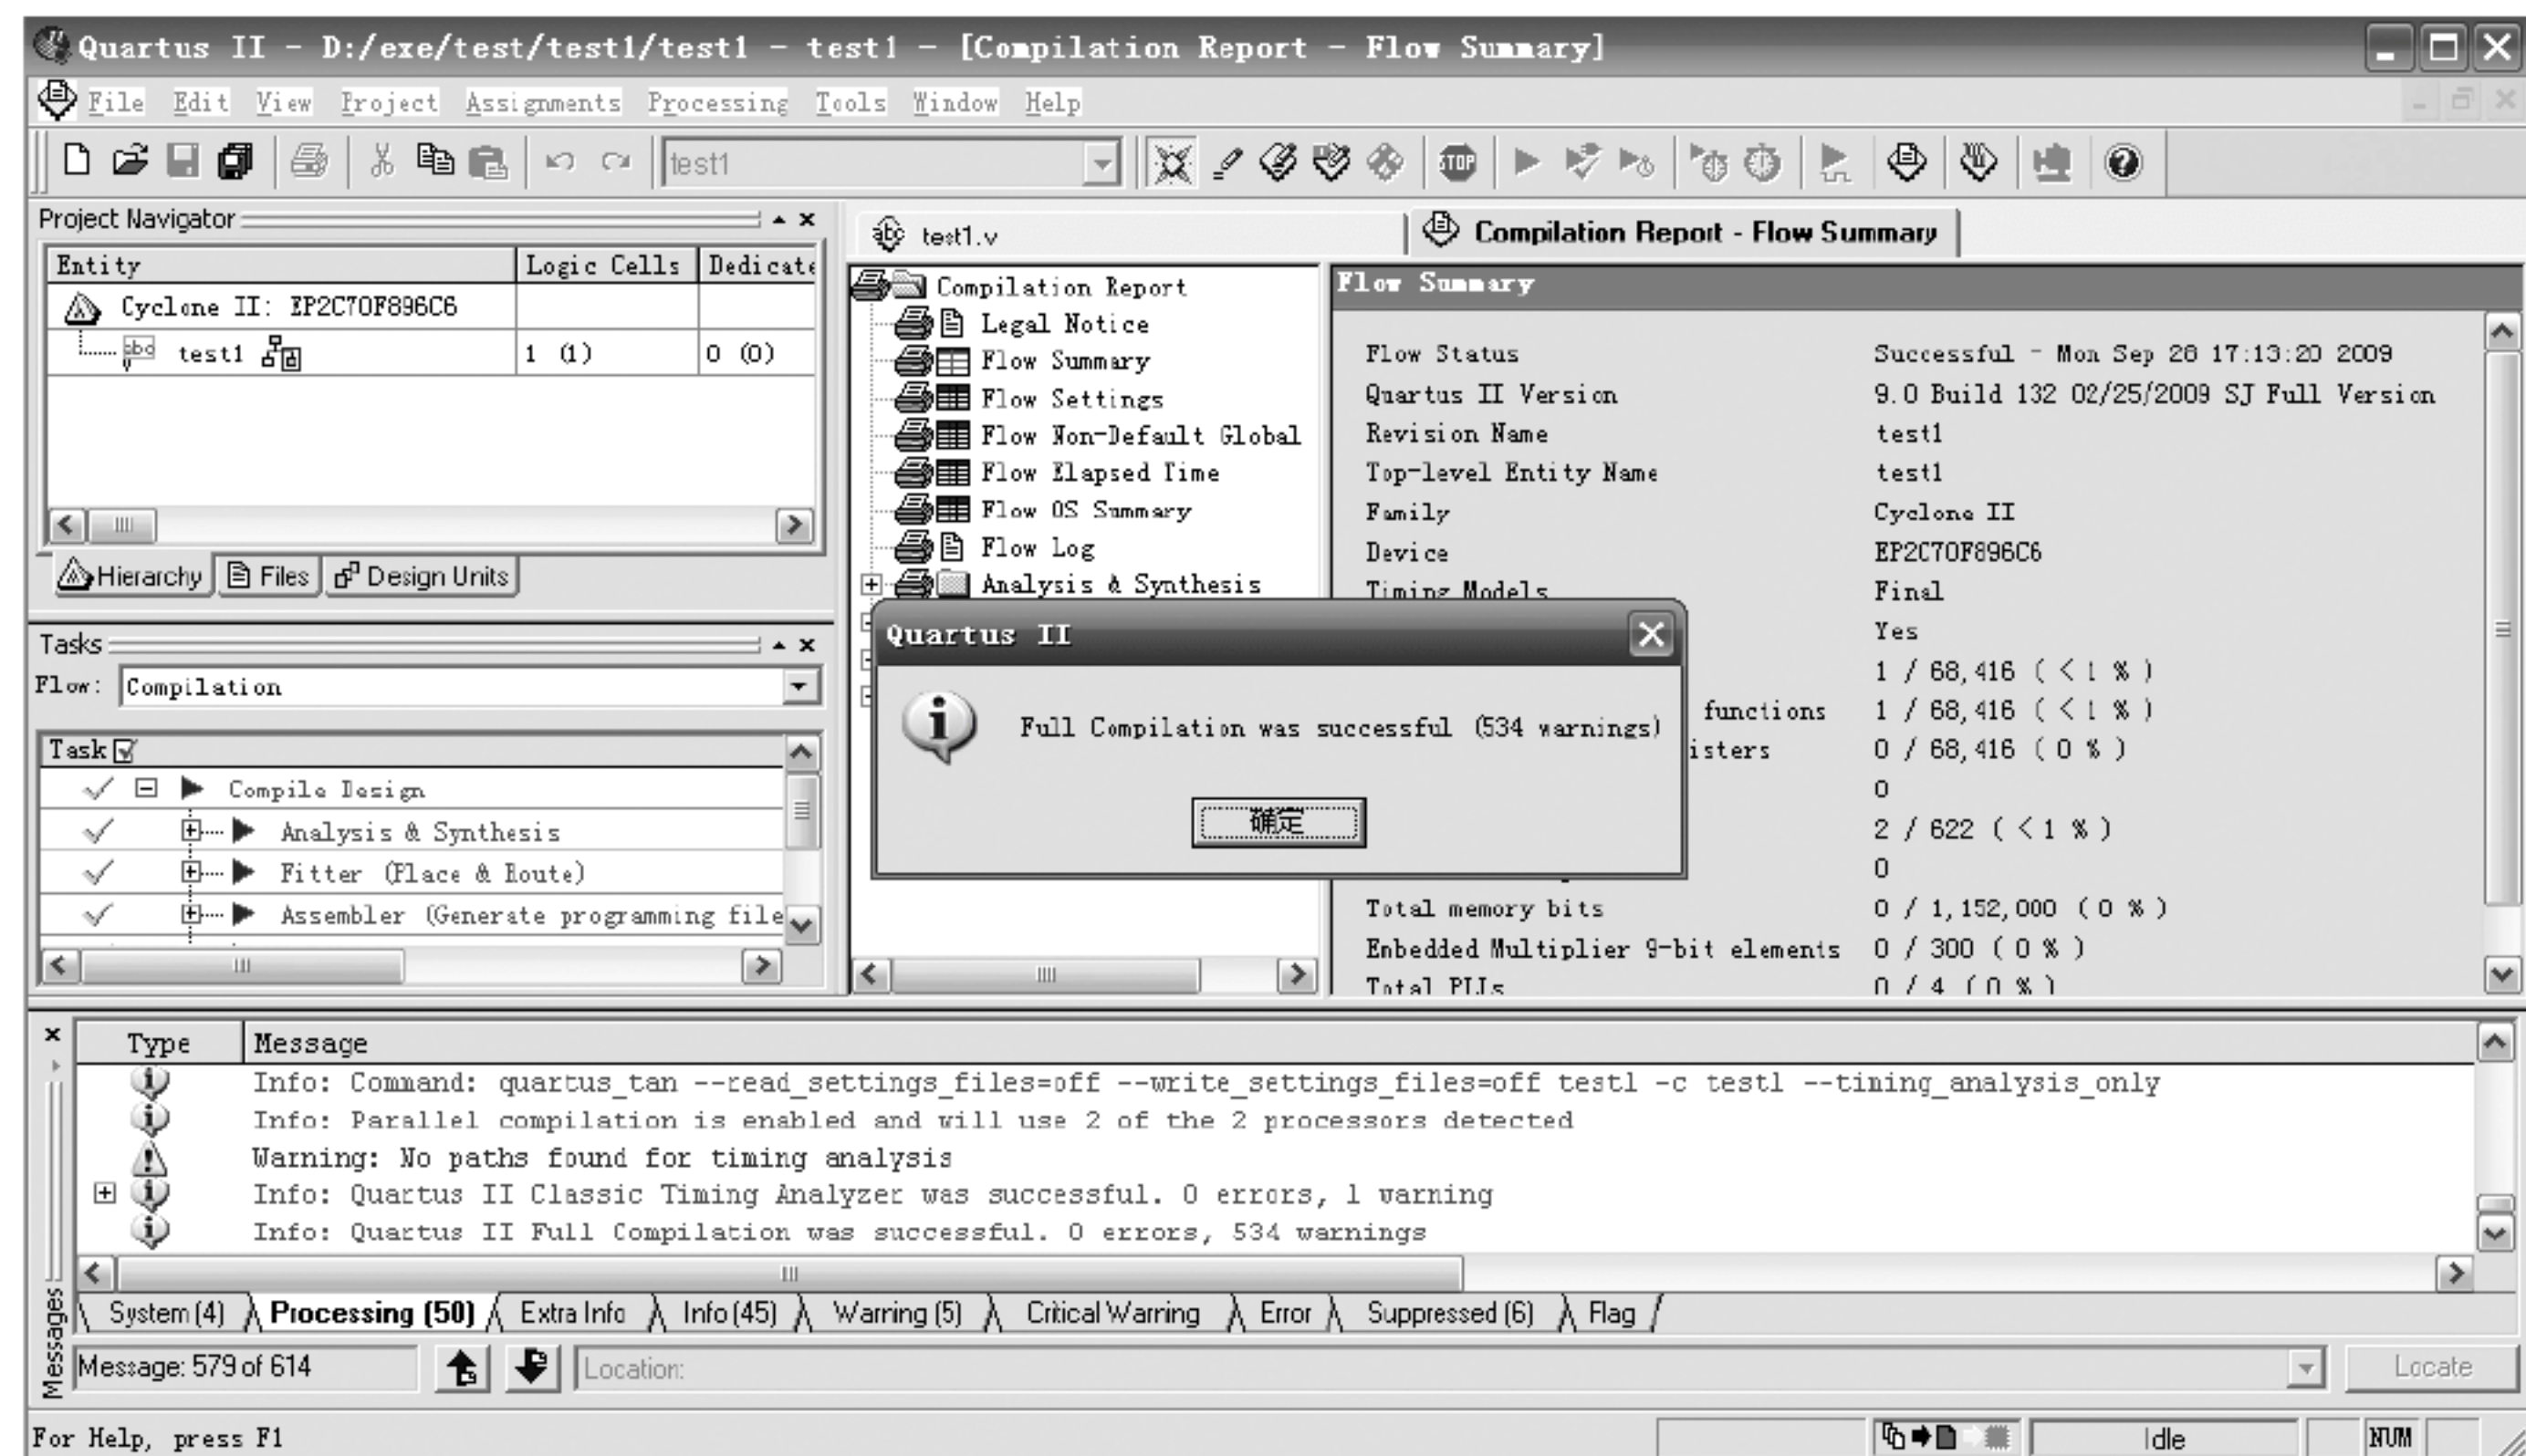 Quartus II - D:/exe/test/test1/test1 - test1 - [Compilation Report - Flow Summary]
File Edit View Project Assignments Processing Tools Window Help
test1
STOP
Project Navigator
Entity Logic Cells Dedicate
Cyclone II: EP2C70F896C6
test1 1 (1) 0 (0)
Hierarchy Files Design Units
Tasks
Flow: Compilation
Task
Compile Design
Analysis & Synthesis
Fitter (Place & Route)
Assembler (Generate programming file
test1.v
Compilation Report - Flow Summary
Compilation Report
Legal Notice
Flow Summary
Flow Settings
Flow Non-Default Global
Flow Elapsed Time
Flow OS Summary
Flow Log
Analysis & Synthesis
Flow Summary
Flow Status Successful - Mon Sep 28 17:13:20 2009
Quartus II Version 9.0 Build 132 02/25/2009 SJ Full Version
Revision Name test1
Top-level Entity Name test1
Family Cyclone II
Device EP2C70F896C6
Timing Models Final
Yes
1 / 68,416 ( < 1 % )
functions 1 / 68,416 ( < 1 % )
isters 0 / 68,416 ( 0 % )
0
2 / 622 ( < 1 % )
0
Total memory bits 0 / 1,152,000 ( 0 % )
Embedded Multiplier 9-bit elements 0 / 300 ( 0 % )
Total PLLs 0 / 4 ( 0 % )
Quartus II
Full Compilation was successful (534 warnings)
确定
Type Message
Info: Command: quartus_tan --read_settings_files=off --write_settings_files=off test1 -c test1 --timing_analysis_only
Info: Parallel compilation is enabled and will use 2 of the 2 processors detected
Warning: No paths found for timing analysis
Info: Quartus II Classic Timing Analyzer was successful. 0 errors, 1 warning
Info: Quartus II Full Compilation was successful. 0 errors, 534 warnings
System (4) Processing (50) Extra Info Info (45) Warning (5) Critical Warning Error Suppressed (6) Flag
Messages
Message: 579 of 614 Location: Locate
For Help, press F1 Idle NUM